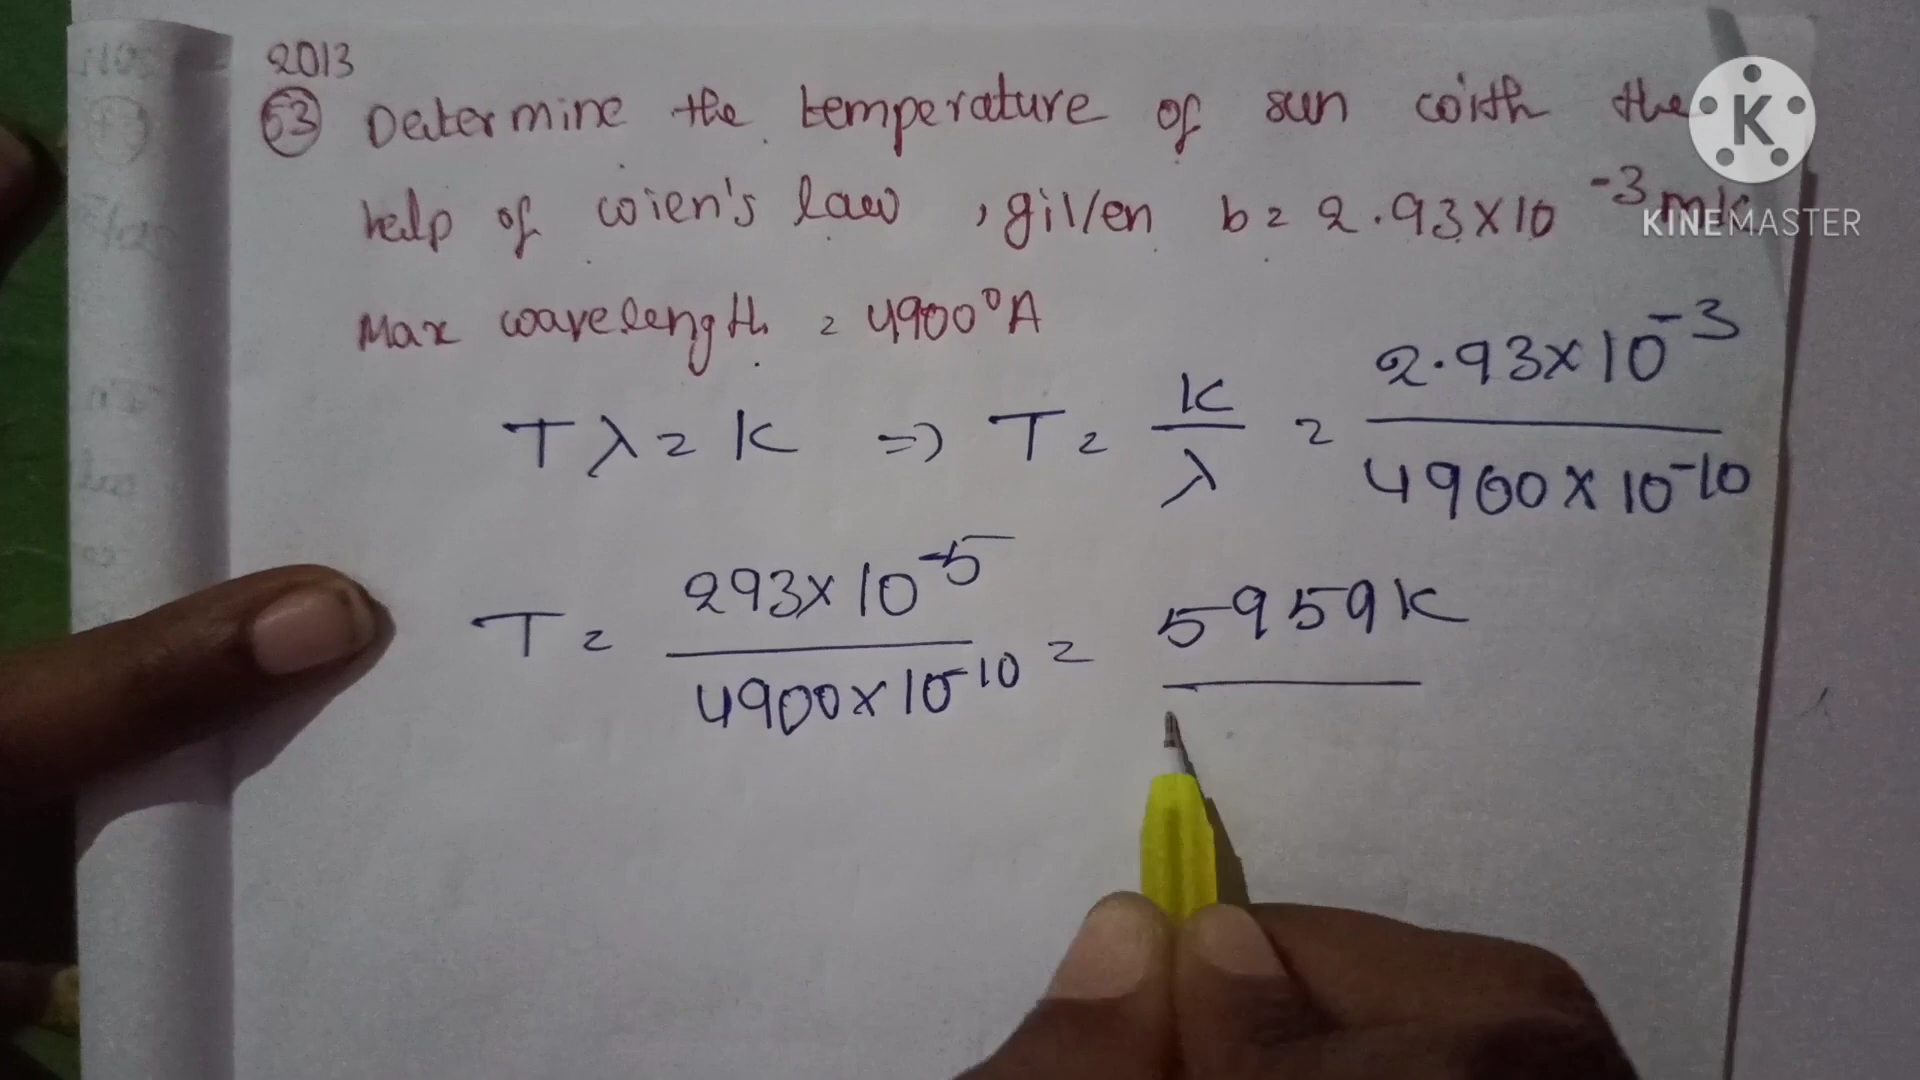 2013
53 Determine the temperature of sun with the
help of wien's law, given b = 2.93 × 10 -3 mk
Max wavelength = 4900°A
Tλ = K => T = K/λ = 2.93×10^-3 / 4900×10^-10
T = 293×10^-5 / 4900×10^-10 = 5959K
K
KINEMASTER